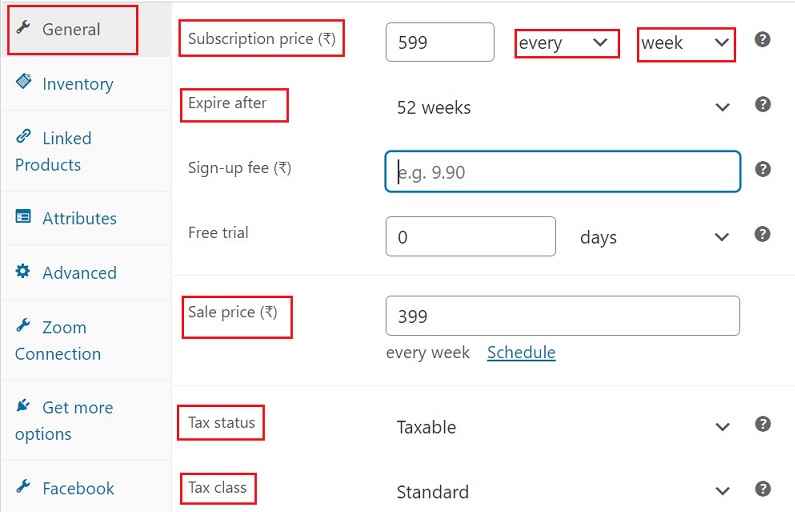 General
Inventory
Linked
Products
Attributes
Advanced
Zoom
Connection
Get more
options
Facebook
Subscription price (₹) 599 every week ?
Expire after 52 weeks ?
Sign-up fee (₹) e.g. 9.90 ?
Free trial 0 days ?
Sale price (₹) 399
every week Schedule
Tax status Taxable ?
Tax class Standard ?